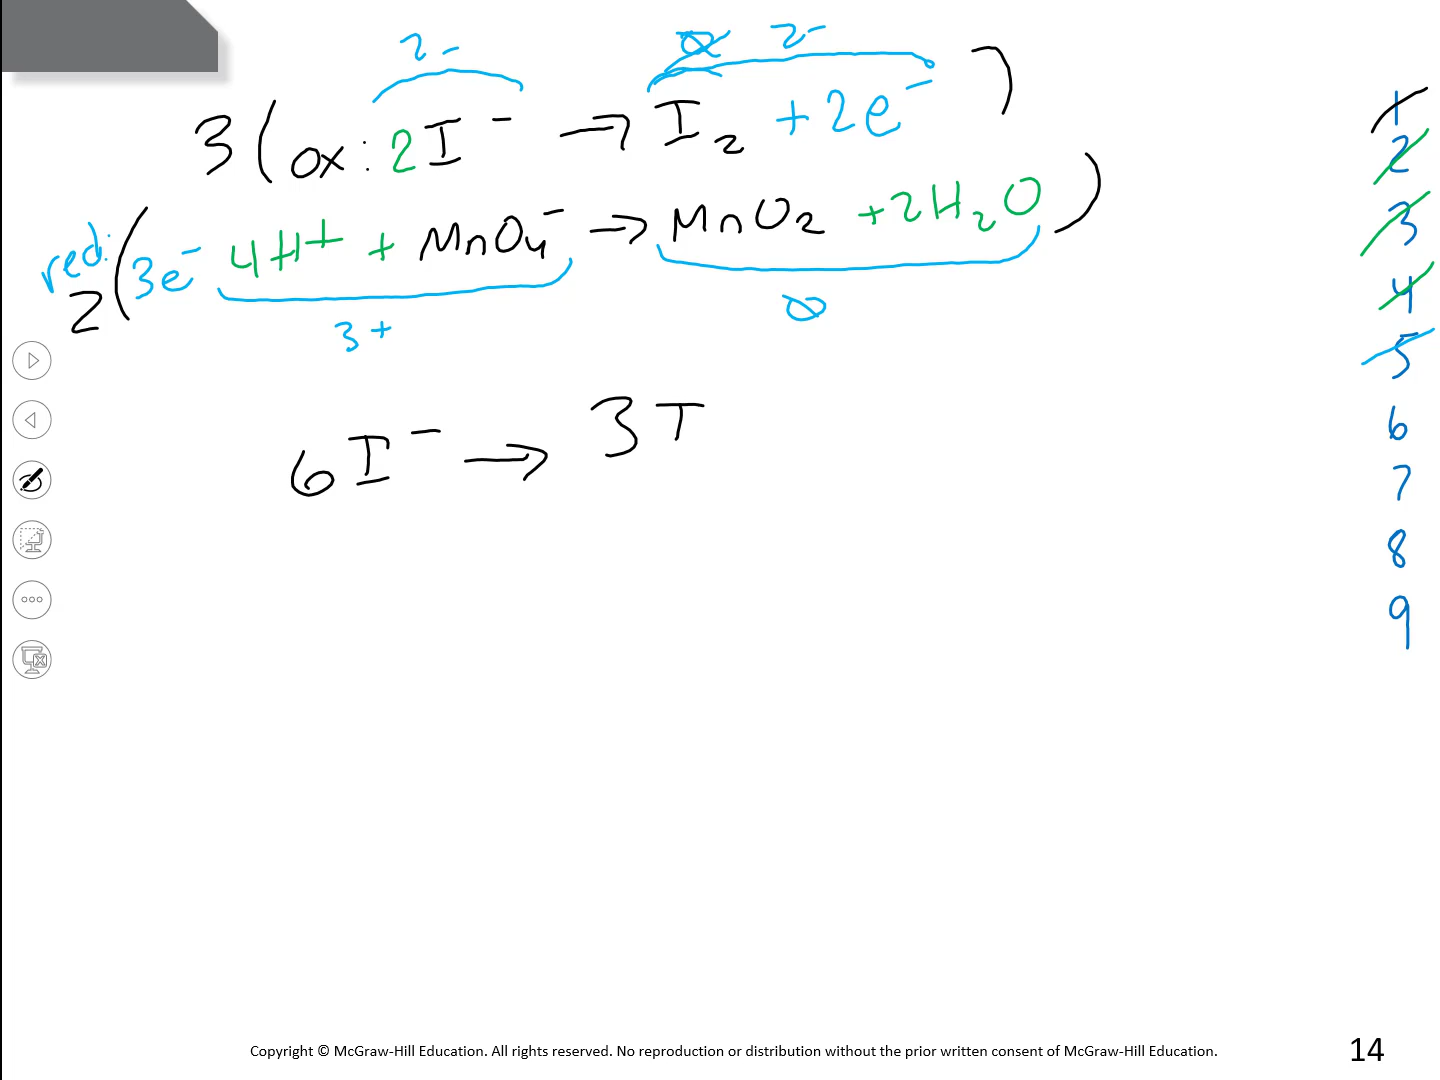 2-   0̸ 2-
3(ox: 2I⁻ → I₂ + 2e⁻)
red: 2(3e⁻ 4H⁺ + MnO₄⁻ → MnO₂ + 2H₂O)
3+   0̸
6I⁻ → 3I
1
2
3
4
5
6
7
8
9
Copyright © McGraw-Hill Education. All rights reserved. No reproduction or distribution without the prior written consent of McGraw-Hill Education.
14